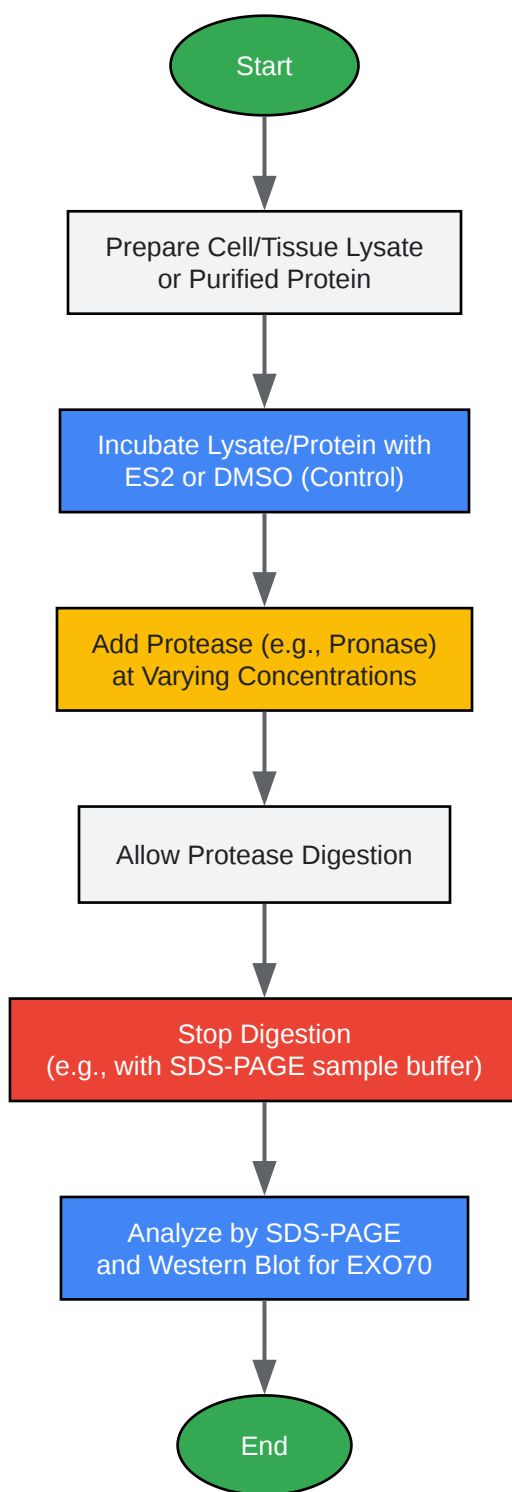 Start
Prepare Cell/Tissue Lysate
or Purified Protein
Incubate Lysate/Protein with
ES2 or DMSO (Control)
Add Protease (e.g., Pronase)
at Varying Concentrations
Allow Protease Digestion
Stop Digestion
(e.g., with SDS-PAGE sample buffer)
Analyze by SDS-PAGE
and Western Blot for EXO70
End